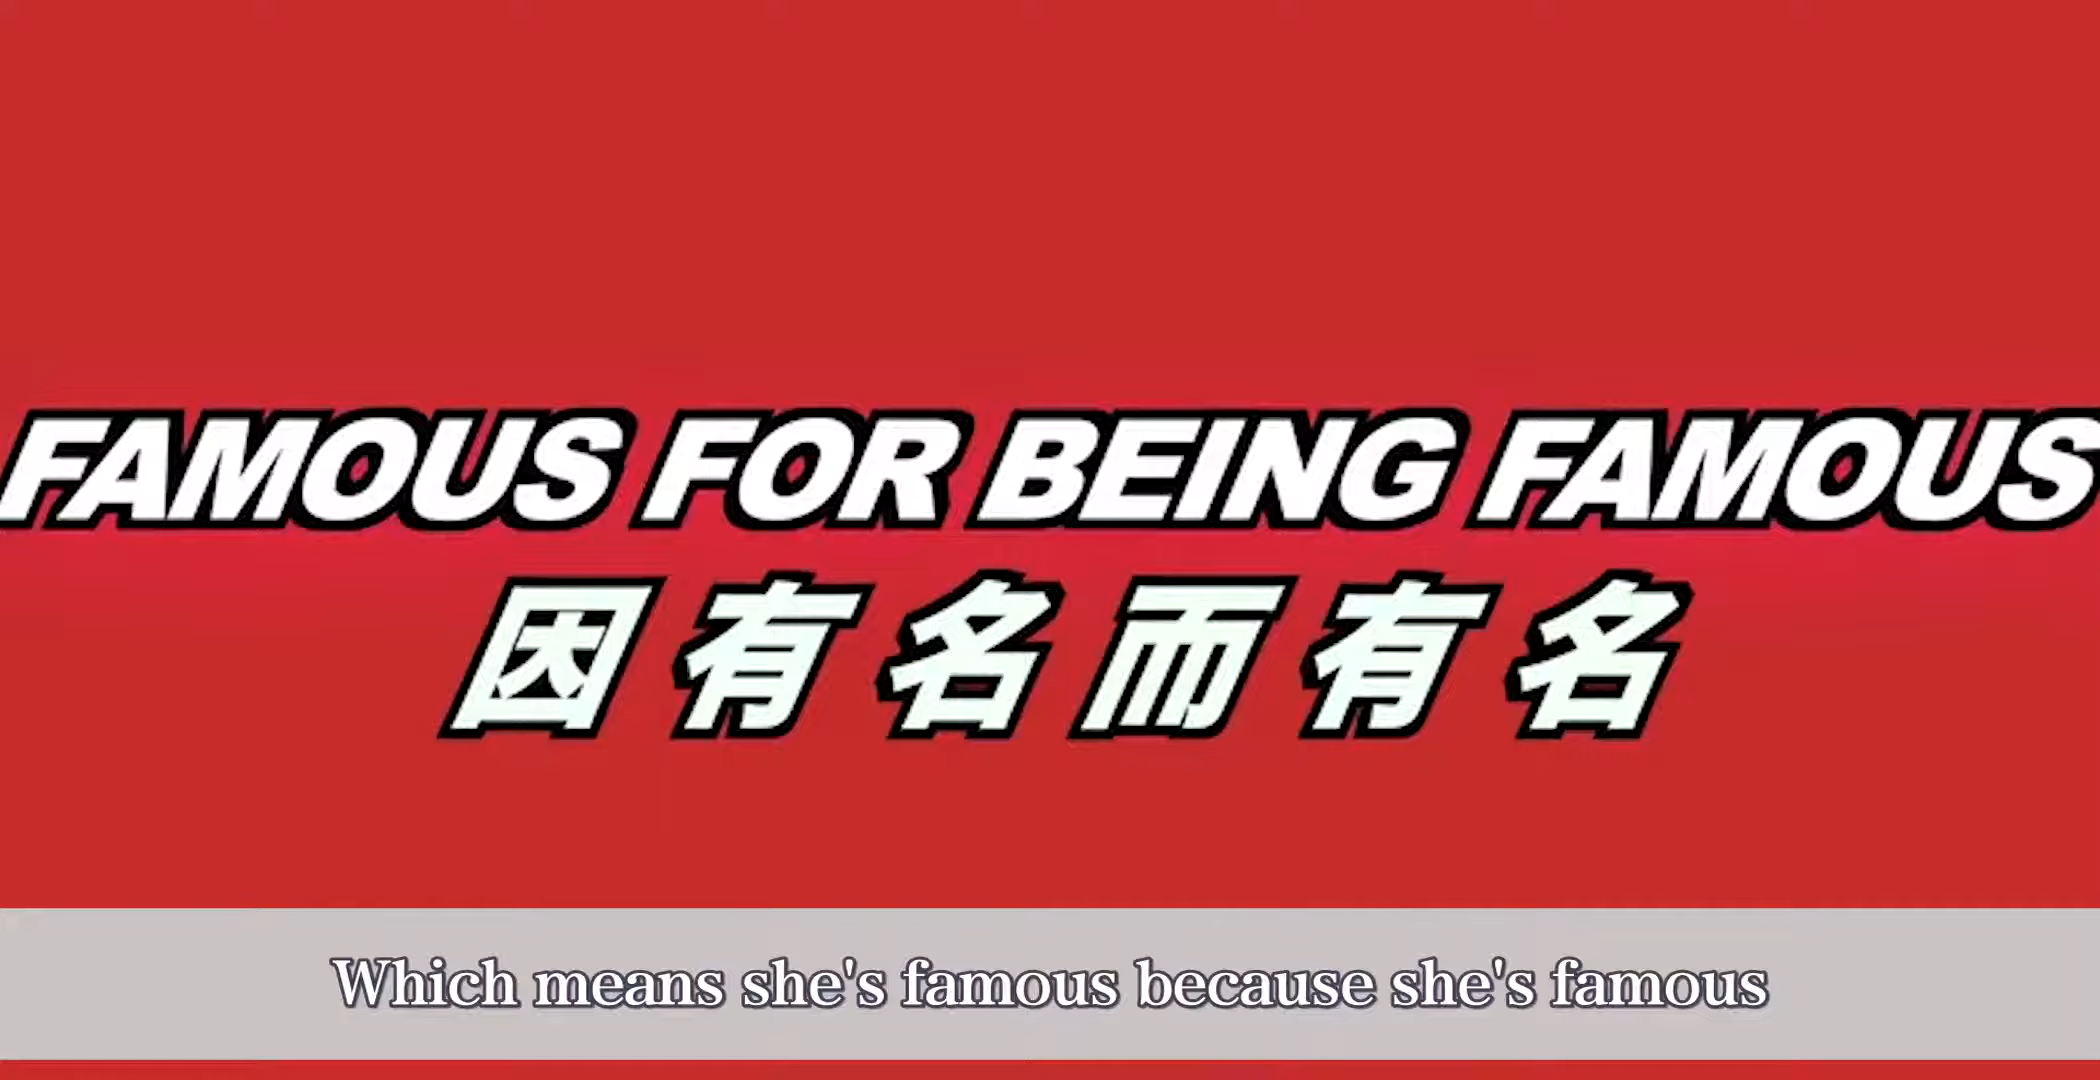 FAMOUS FOR BEING FAMOUS
因有名而有名
Which means she's famous because she's famous